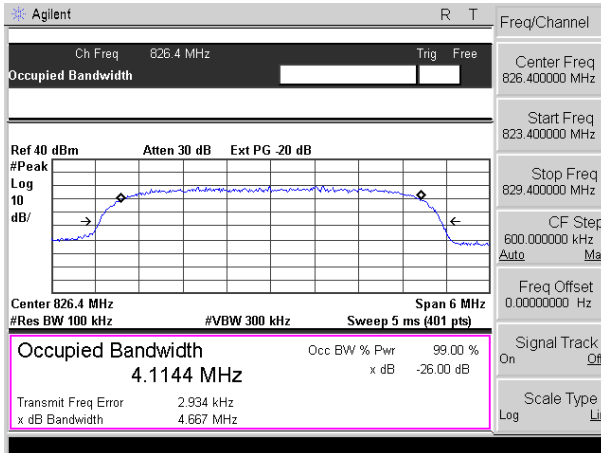 Agilent R T
Freq/Channel
Ch Freq 826.4 MHz Trig Free
Occupied Bandwidth
Center Freq
826.400000 MHz
Start Freq
823.400000 MHz
Stop Freq
829.400000 MHz
CF Step
600.000000 kHz
Auto Ma
Freq Offset
0.00000000 Hz
Signal Track
On Off
Scale Type
Log Li
Ref 40 dBm Atten 30 dB Ext PG -20 dB
#Peak
Log
10
dB/
Center 826.4 MHz Span 6 MHz
#Res BW 100 kHz #VBW 300 kHz Sweep 5 ms (401 pts)
Occupied Bandwidth Occ BW % Pwr 99.00 %
4.1144 MHz x dB -26.00 dB
Transmit Freq Error 2.934 kHz
x dB Bandwidth 4.667 MHz